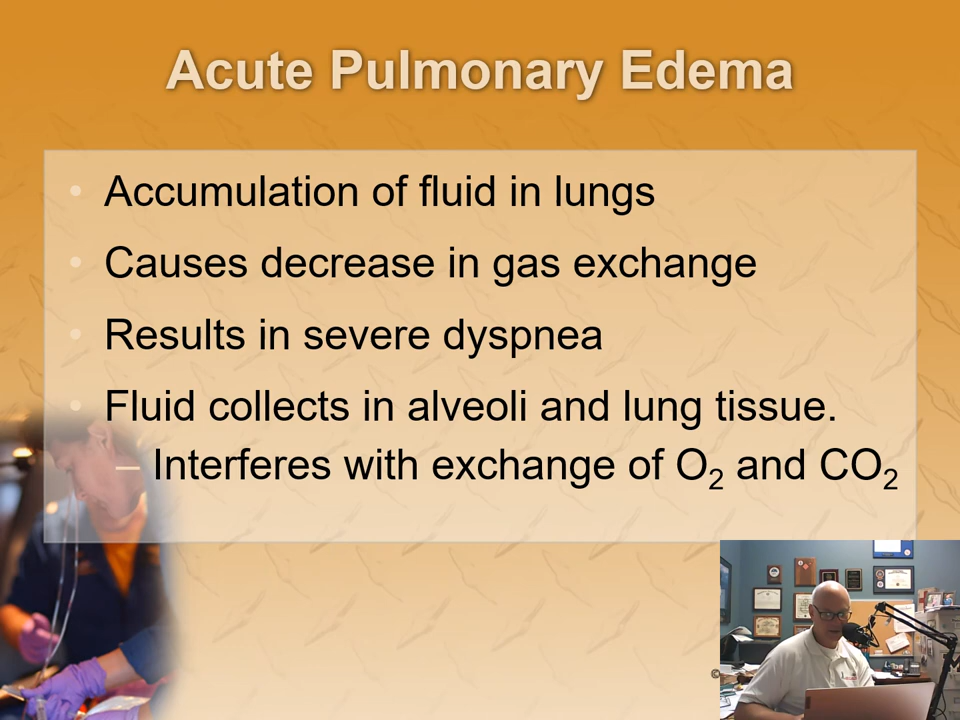 Acute Pulmonary Edema
• Accumulation of fluid in lungs
• Causes decrease in gas exchange
• Results in severe dyspnea
• Fluid collects in alveoli and lung tissue.
– Interferes with exchange of O₂ and CO₂
©